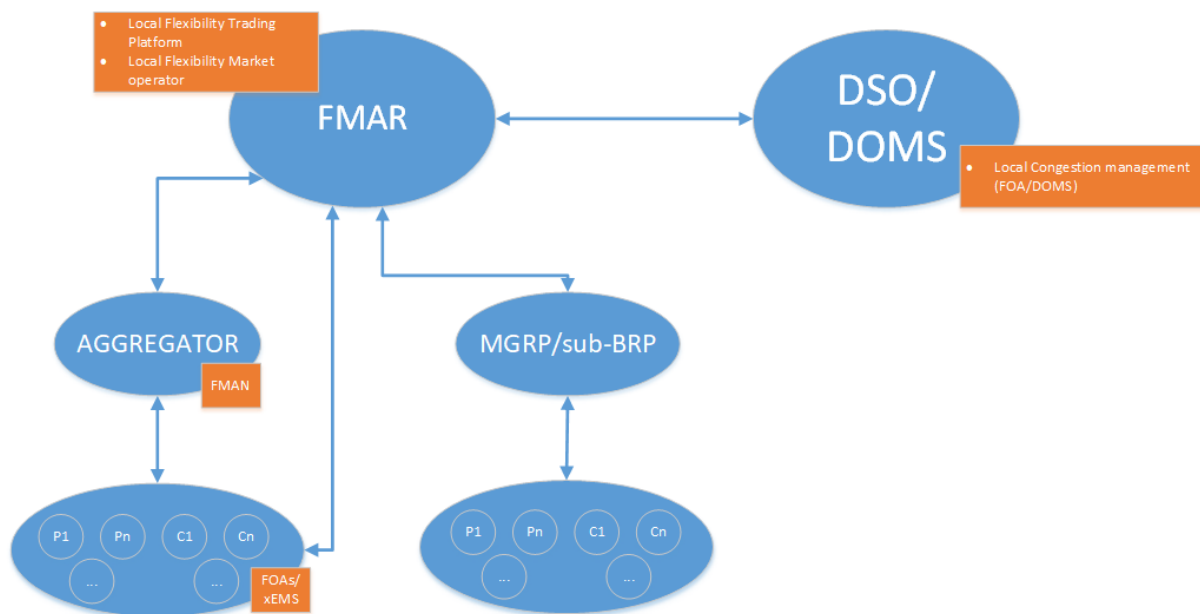 • Local Flexibility Trading
Platform
• Local Flexibility Market
operator
FMAR
DSO/
DOMS
• Local Congestion management
(FOA/DOMS)
AGGREGATOR
FMAN
MGRP/sub-BRP
P1 Pn C1 Cn
... ...
FOAs/
xEMS
P1 Pn C1 Cn
... ...